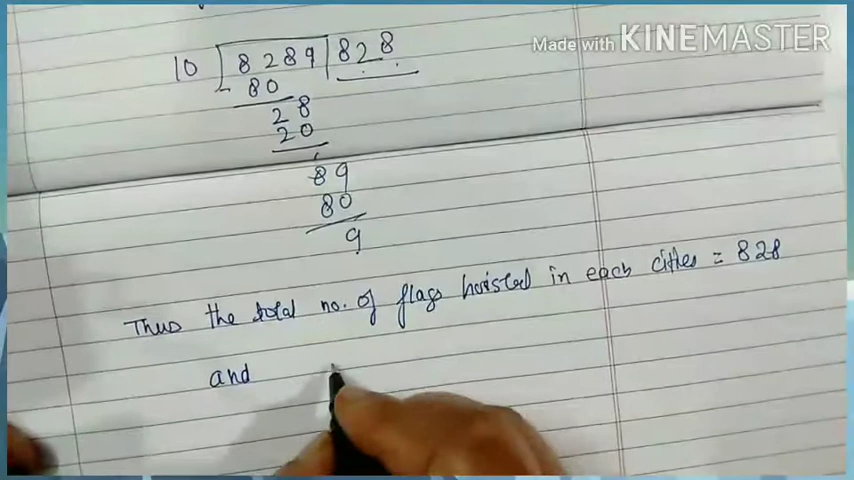 Made with KINEMASTER
10 8289 828
80
28
20
89
80
9
Thus the total no. of flags hoisted in each cities = 828
and